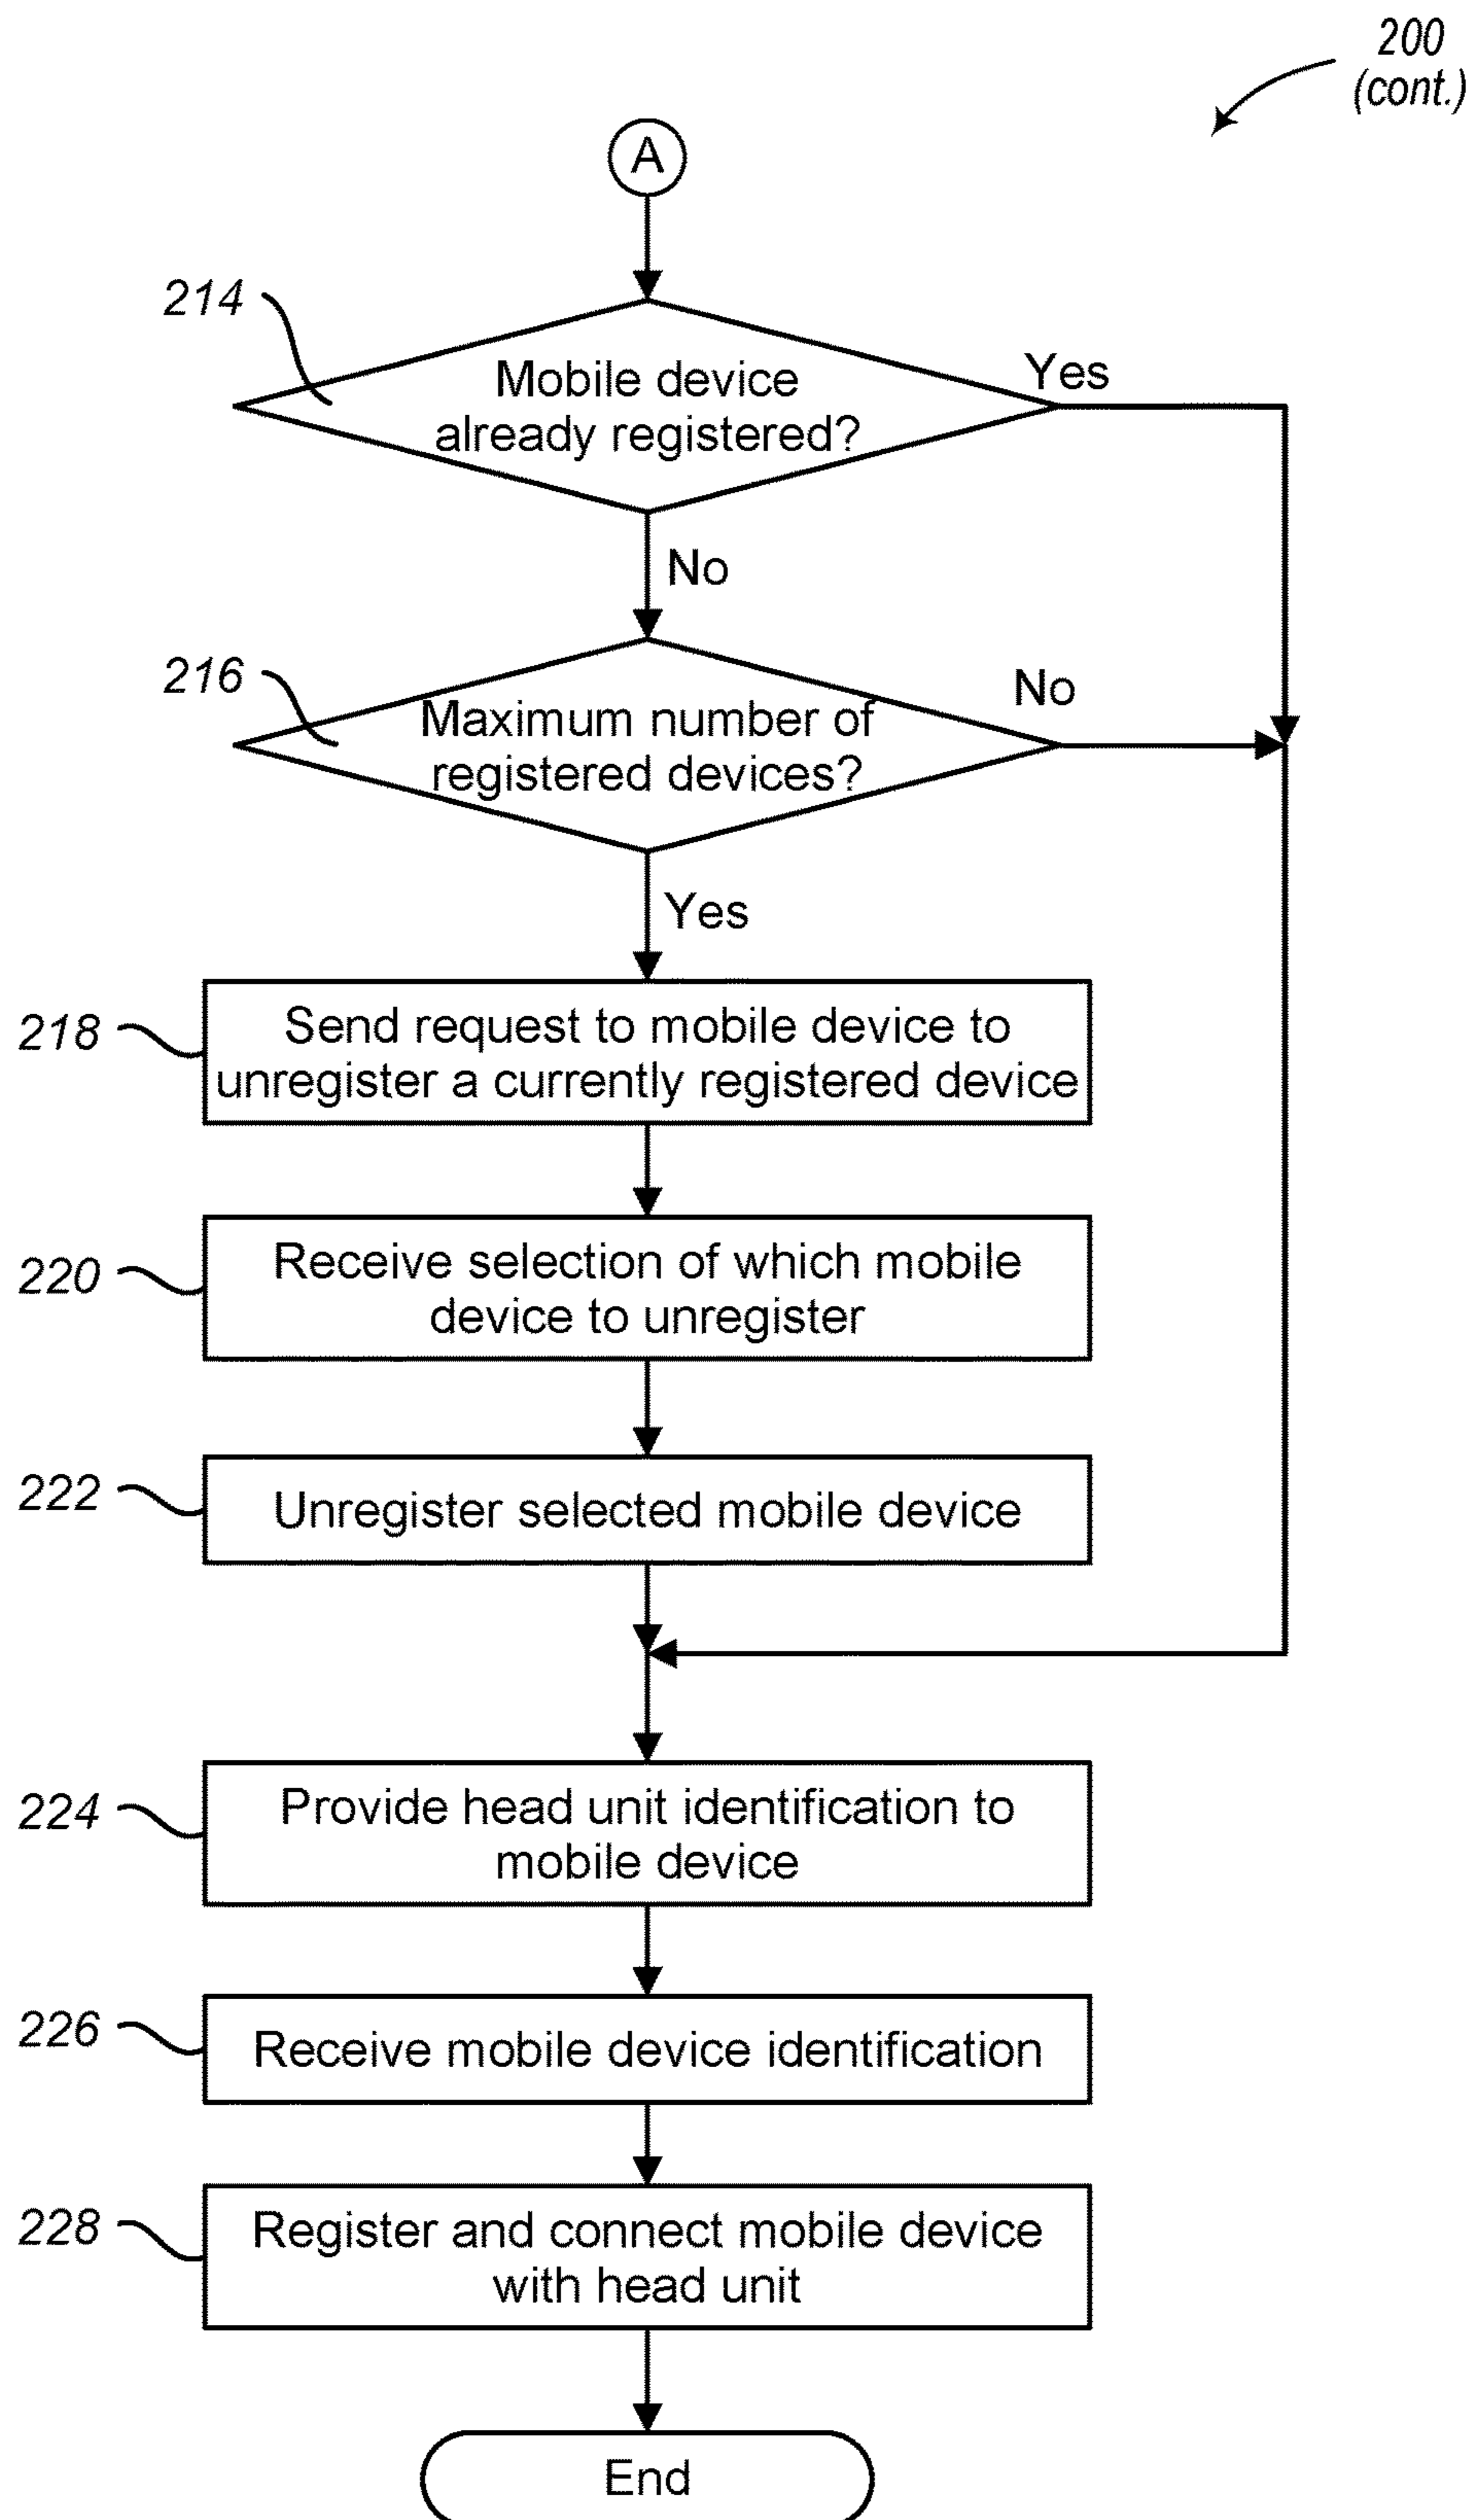 200
(cont.)
A
214
Mobile device
already registered?
Yes
No
216
Maximum number of
registered devices?
No
Yes
218
Send request to mobile device to
unregister a currently registered device
220
Receive selection of which mobile
device to unregister
222
Unregister selected mobile device
224
Provide head unit identification to
mobile device
226
Receive mobile device identification
228
Register and connect mobile device
with head unit
End